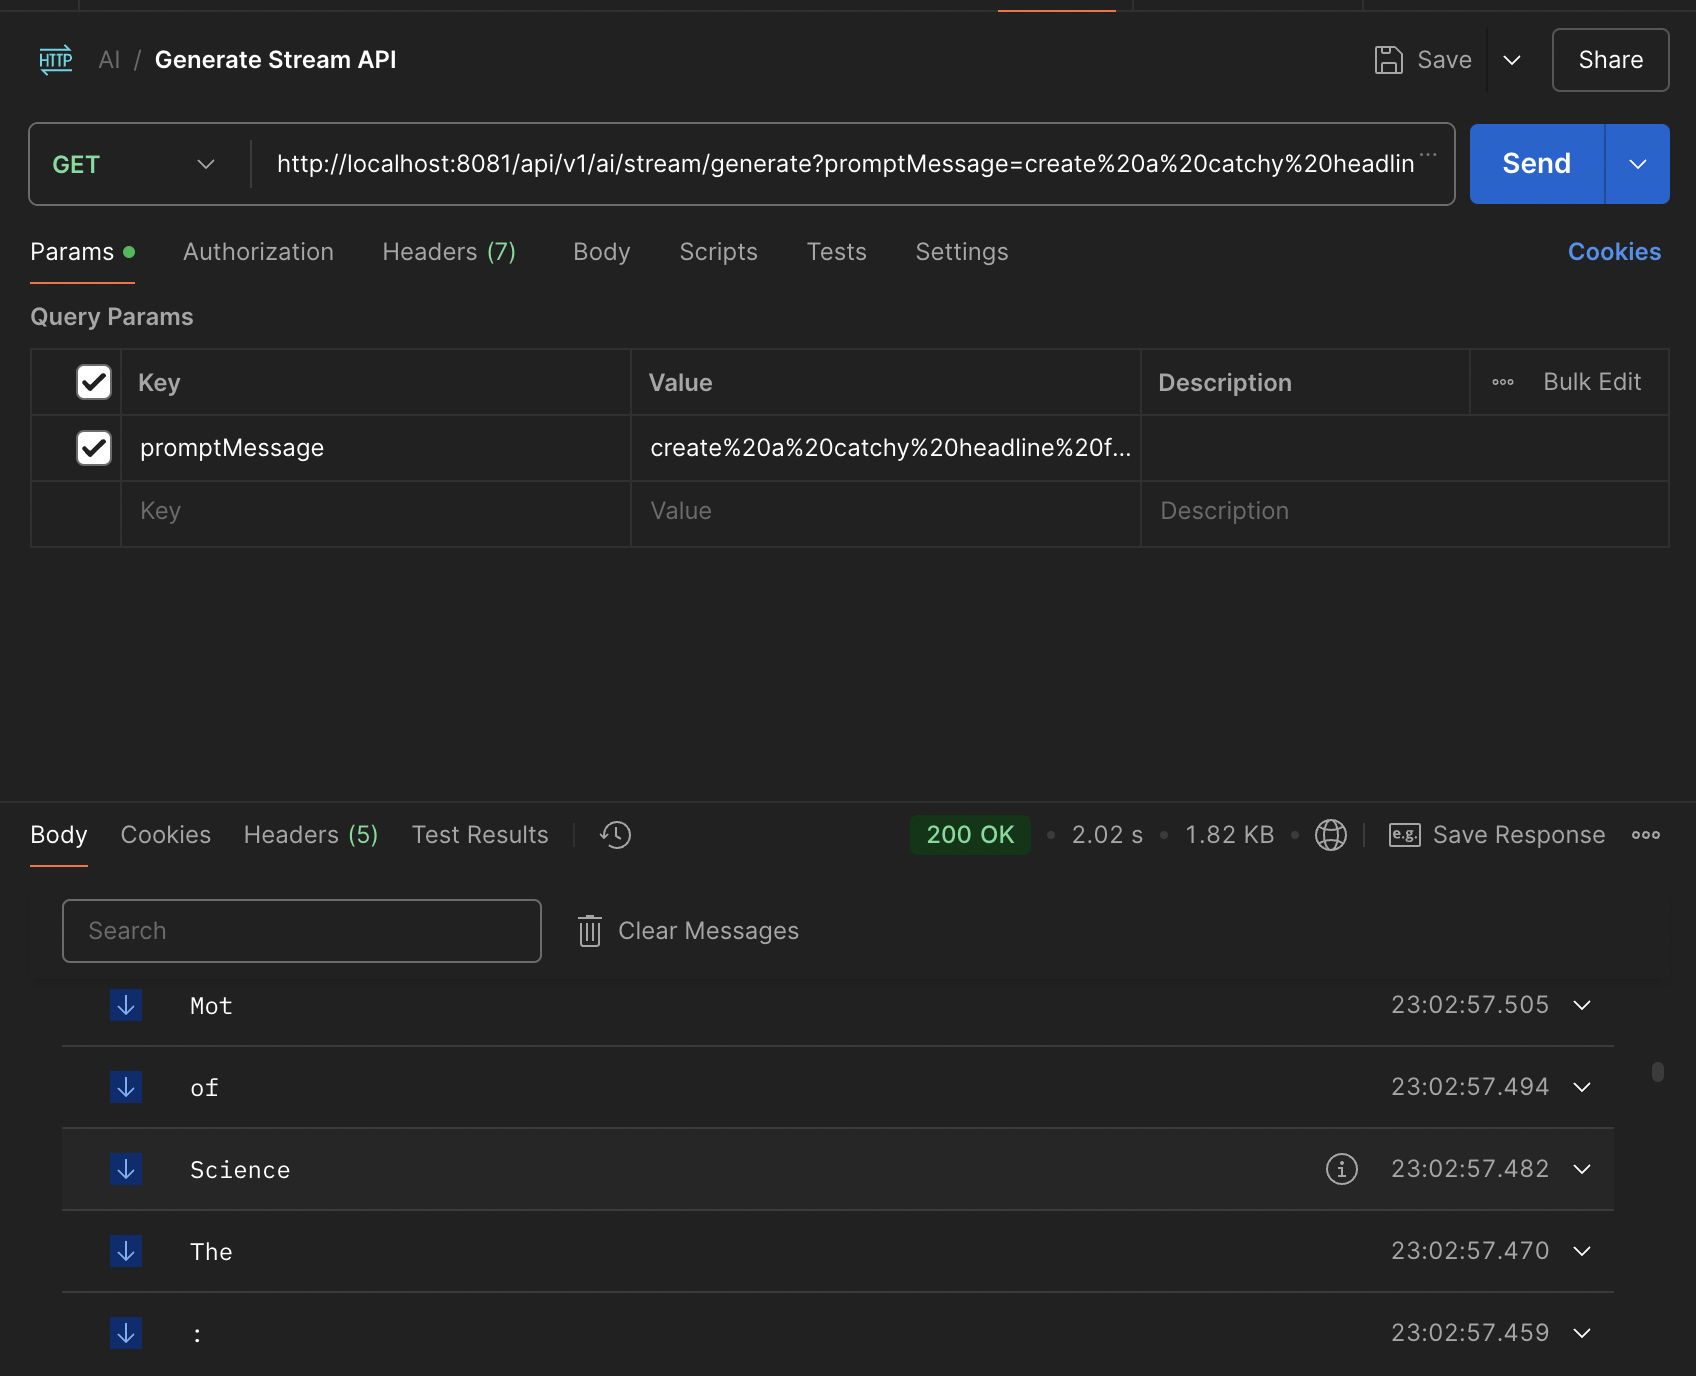 HTTP AI / Generate Stream API Save Share
GET http://localhost:8081/api/v1/ai/stream/generate?promptMessage=create%20a%20catchy%20headlin ... Send
Params Authorization Headers (7) Body Scripts Tests Settings Cookies
Query Params
Key Value Description Bulk Edit
promptMessage create%20a%20catchy%20headline%20f...
Key Value Description
Body Cookies Headers (5) Test Results 200 OK • 2.02 s • 1.82 KB • e.g. Save Response
Search Clear Messages
Mot 23:02:57.505
of 23:02:57.494
Science 23:02:57.482
The 23:02:57.470
: 23:02:57.459